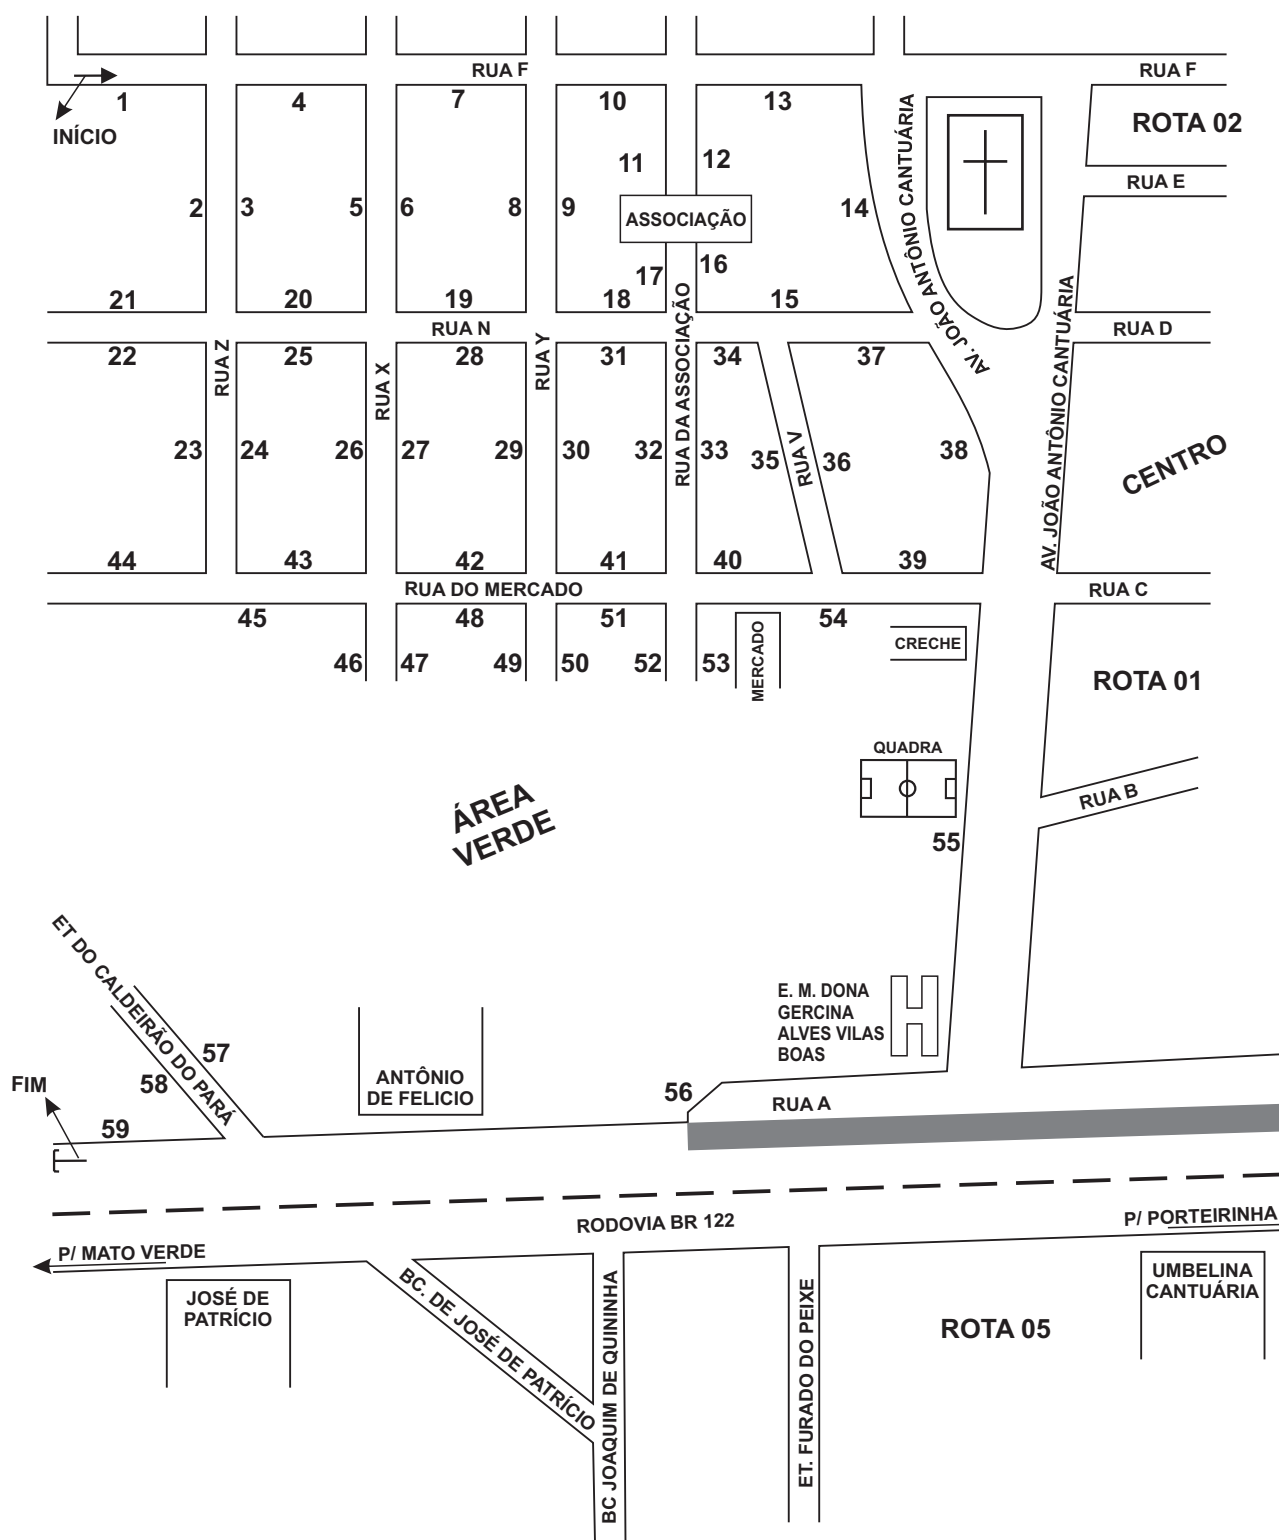 RUA F
RUA F
1
4
7
10
13
INÍCIO
ROTA 02
AV. JOÃO ANTÔNIO CANTUÁRIA
11
12
RUA E
2
3
5
6
8
9
ASSOCIAÇÃO
14
17
16
21
20
19
18
15
RUA N
RUA D
22
RUA Z
25
RUA X
28
RUA Y
31
RUA DA ASSOCIAÇÃO
34
37
AV. JOÃO ANTÔNIO CANTUÁRIA
AV. JOÃO ANTÔNIO CANTUÁRIA
23
24
26
27
29
30
32
33
35
RUA V
36
38
CENTRO
44
43
42
41
40
39
RUA DO MERCADO
RUA C
45
48
51
54
46
47
49
50
52
53
MERCADO
CRECHE
ROTA 01
QUADRA
ÁREA
VERDE
RUA B
55
ET DO CALDEIRÃO DO PARÁ
E. M. DONA
GERCINA
ALVES VILAS
BOAS
57
58
FIM
ANTÔNIO
DE FELICIO
56
RUA A
59
RODOVIA BR 122
P/ PORTEIRINHA
P/ MATO VERDE
JOSÉ DE
PATRÍCIO
BC. DE JOSÉ DE PATRÍCIO
BC JOAQUIM DE QUININHA
ET. FURADO DO PEIXE
UMBELINA
CANTUÁRIA
ROTA 05